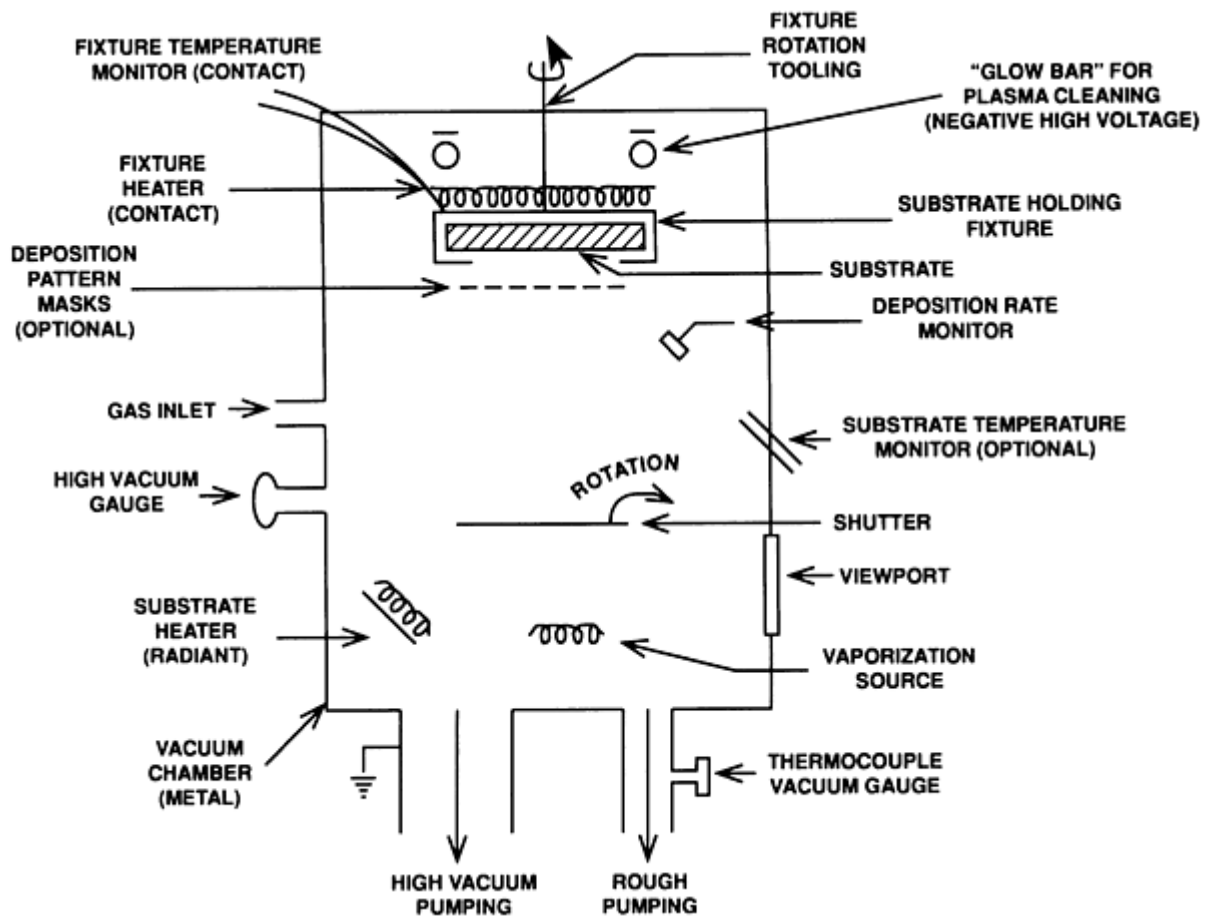 FIXTURE TEMPERATURE
MONITOR (CONTACT)
FIXTURE
ROTATION
TOOLING
"GLOW BAR" FOR
PLASMA CLEANING
(NEGATIVE HIGH VOLTAGE)
FIXTURE
HEATER
(CONTACT)
SUBSTRATE HOLDING
FIXTURE
DEPOSITION
PATTERN
MASKS
(OPTIONAL)
SUBSTRATE
DEPOSITION RATE
MONITOR
GAS INLET
SUBSTRATE TEMPERATURE
MONITOR (OPTIONAL)
HIGH VACUUM
GAUGE
ROTATION
SHUTTER
VIEWPORT
SUBSTRATE
HEATER
(RADIANT)
VAPORIZATION
SOURCE
VACUUM
CHAMBER
(METAL)
THERMOCOUPLE
VACUUM GAUGE
HIGH VACUUM
PUMPING
ROUGH
PUMPING